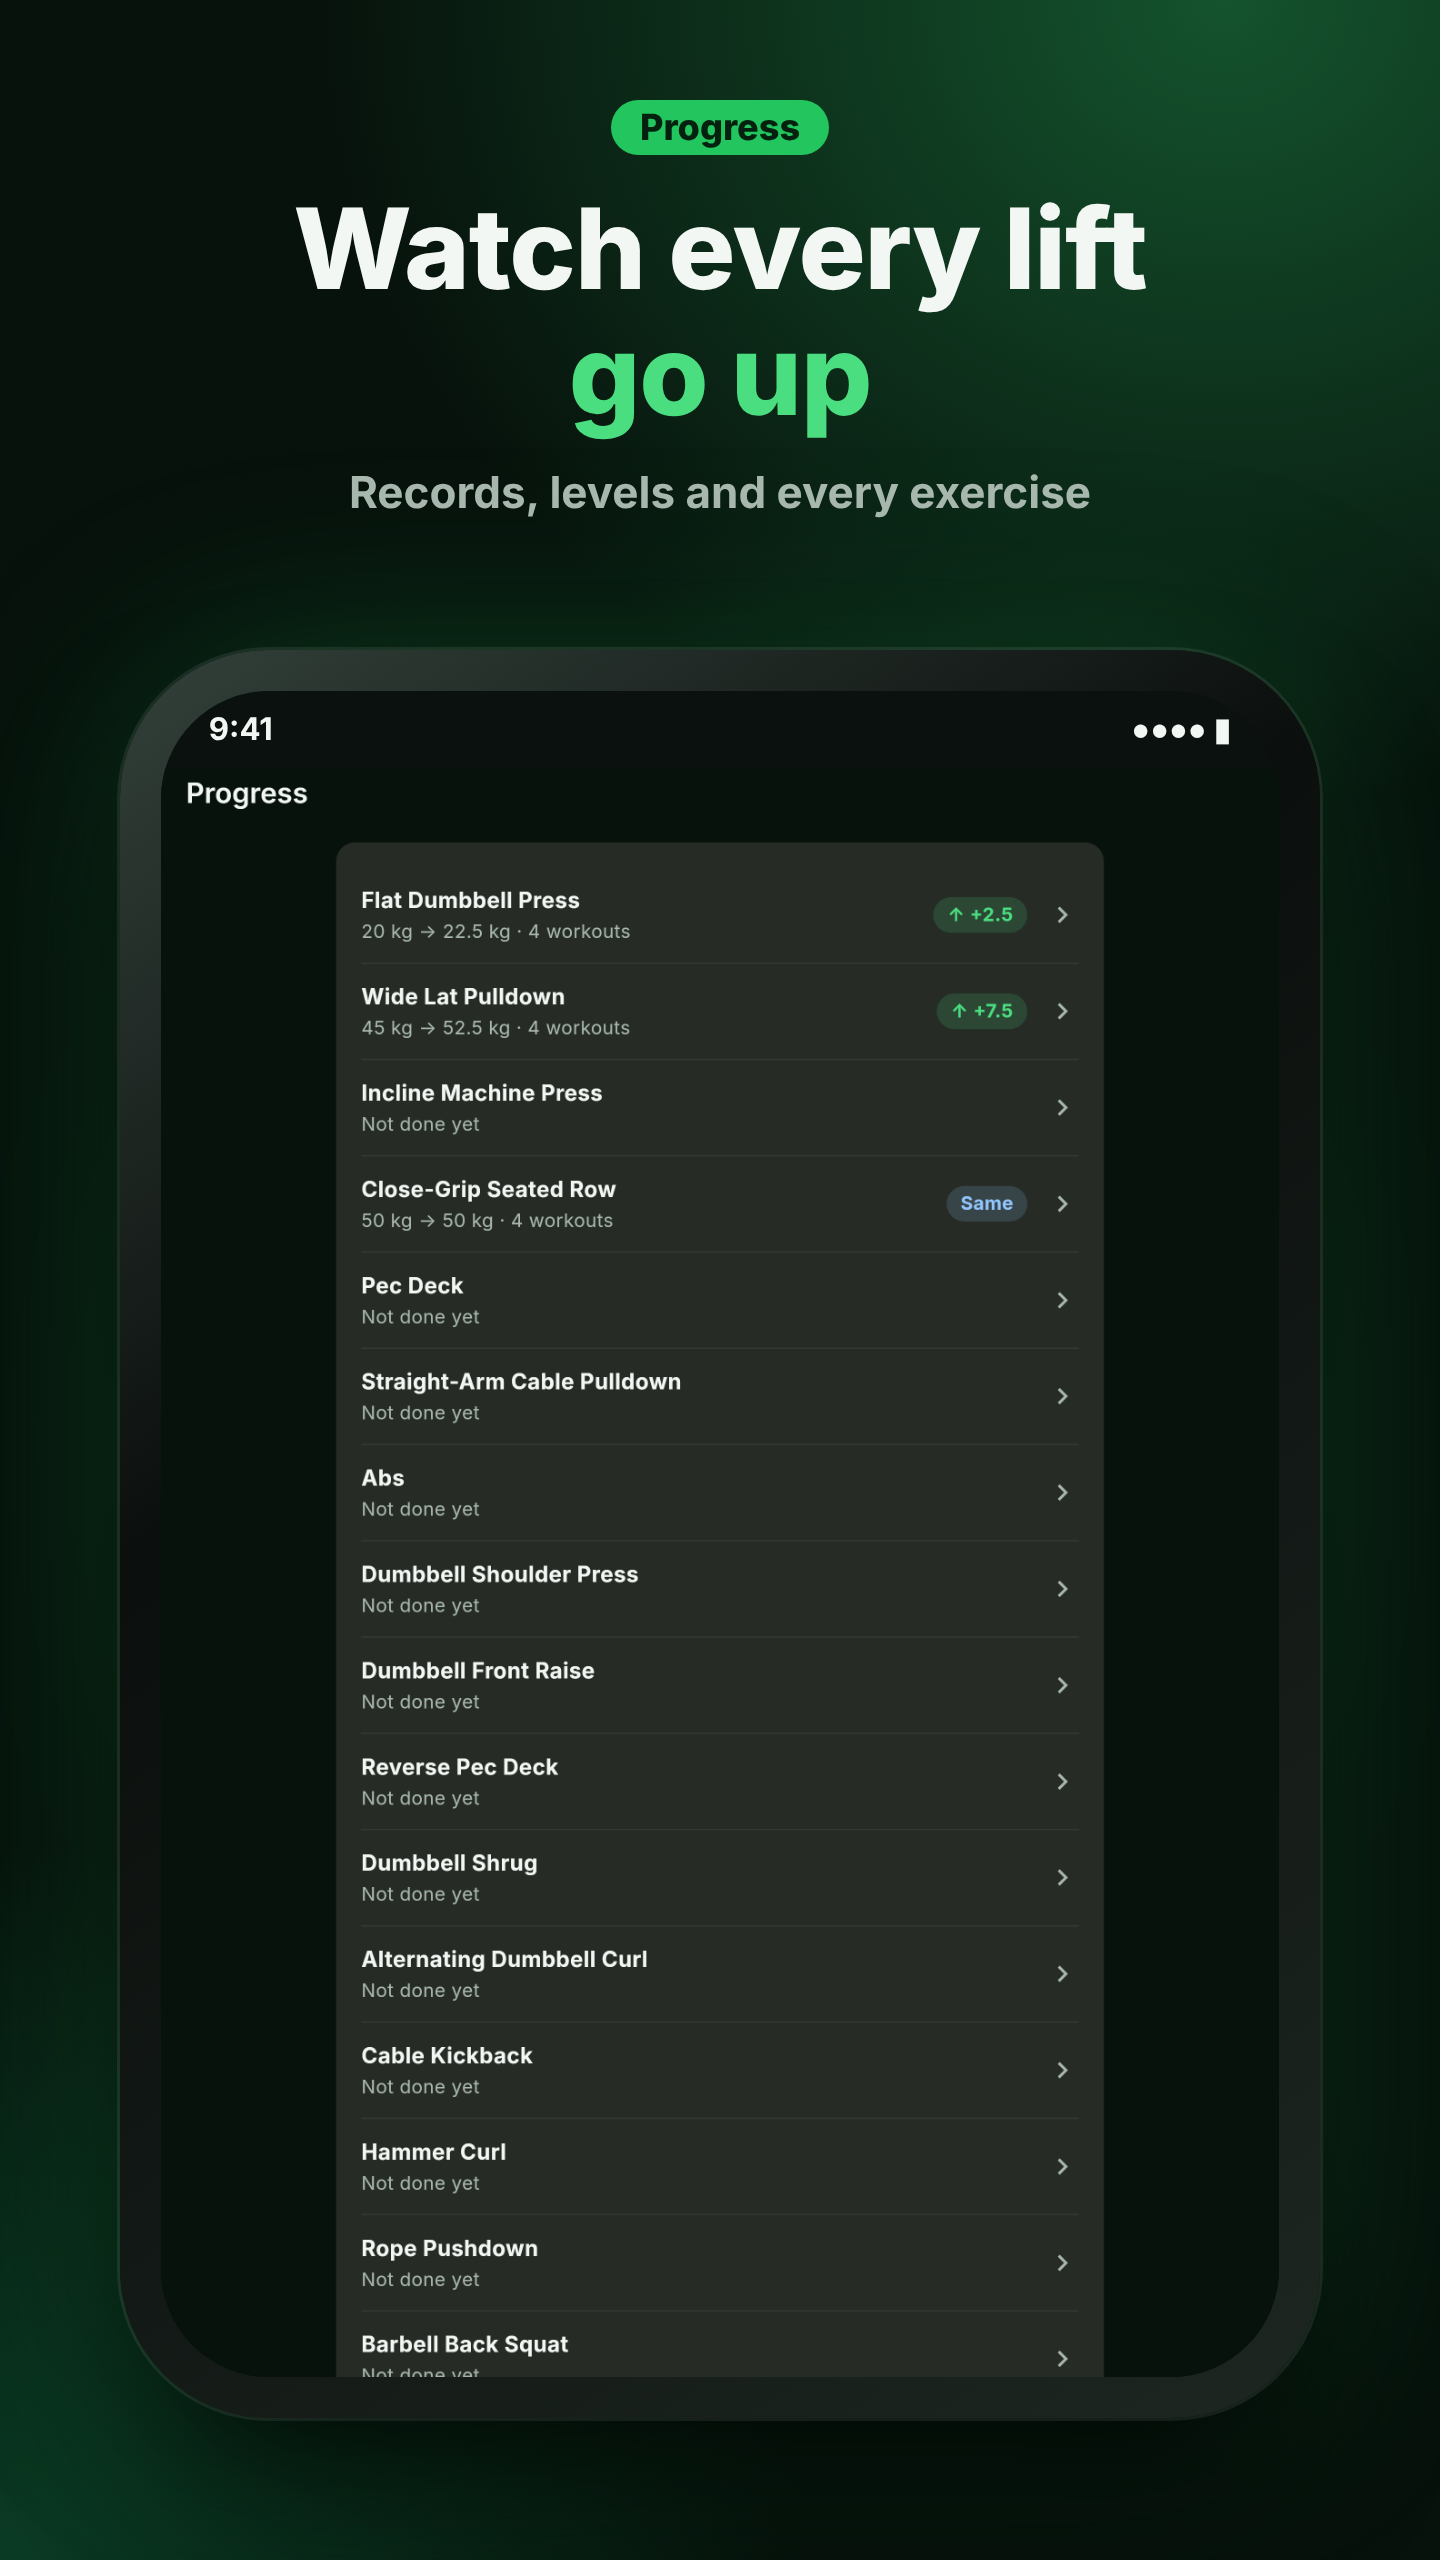 Progress
Watch every lift
go up
Records, levels and every exercise
9:41
Progress
Flat Dumbbell Press
20 kg → 22.5 kg · 4 workouts
↑ +2.5
Wide Lat Pulldown
45 kg → 52.5 kg · 4 workouts
↑ +7.5
Incline Machine Press
Not done yet
Close-Grip Seated Row
50 kg → 50 kg · 4 workouts
Same
Pec Deck
Not done yet
Straight-Arm Cable Pulldown
Not done yet
Abs
Not done yet
Dumbbell Shoulder Press
Not done yet
Dumbbell Front Raise
Not done yet
Reverse Pec Deck
Not done yet
Dumbbell Shrug
Not done yet
Alternating Dumbbell Curl
Not done yet
Cable Kickback
Not done yet
Hammer Curl
Not done yet
Rope Pushdown
Not done yet
Barbell Back Squat
Not done yet